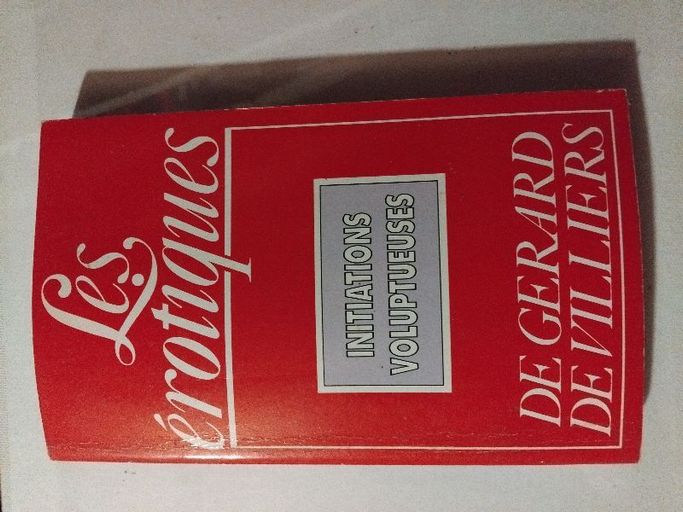 Les
érotiques
INITIATIONS
VOLUPTUEUSES
DE GERARD
DE VILLIERS